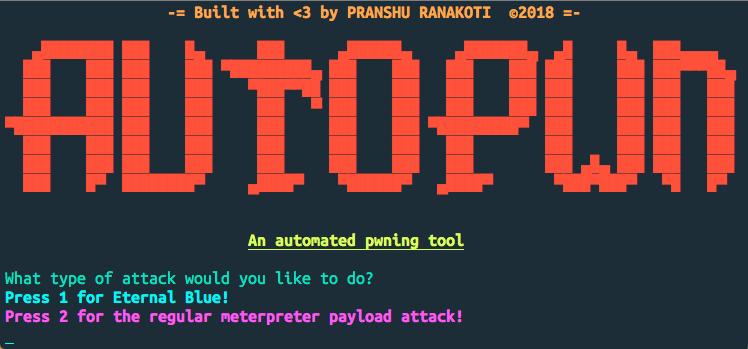 -= Built with <3 by PRANSHU RANAKOTI  ©2018 =-
AUTOPWN
An automated pwning tool
What type of attack would you like to do?
Press 1 for Eternal Blue!
Press 2 for the regular meterpreter payload attack!
_